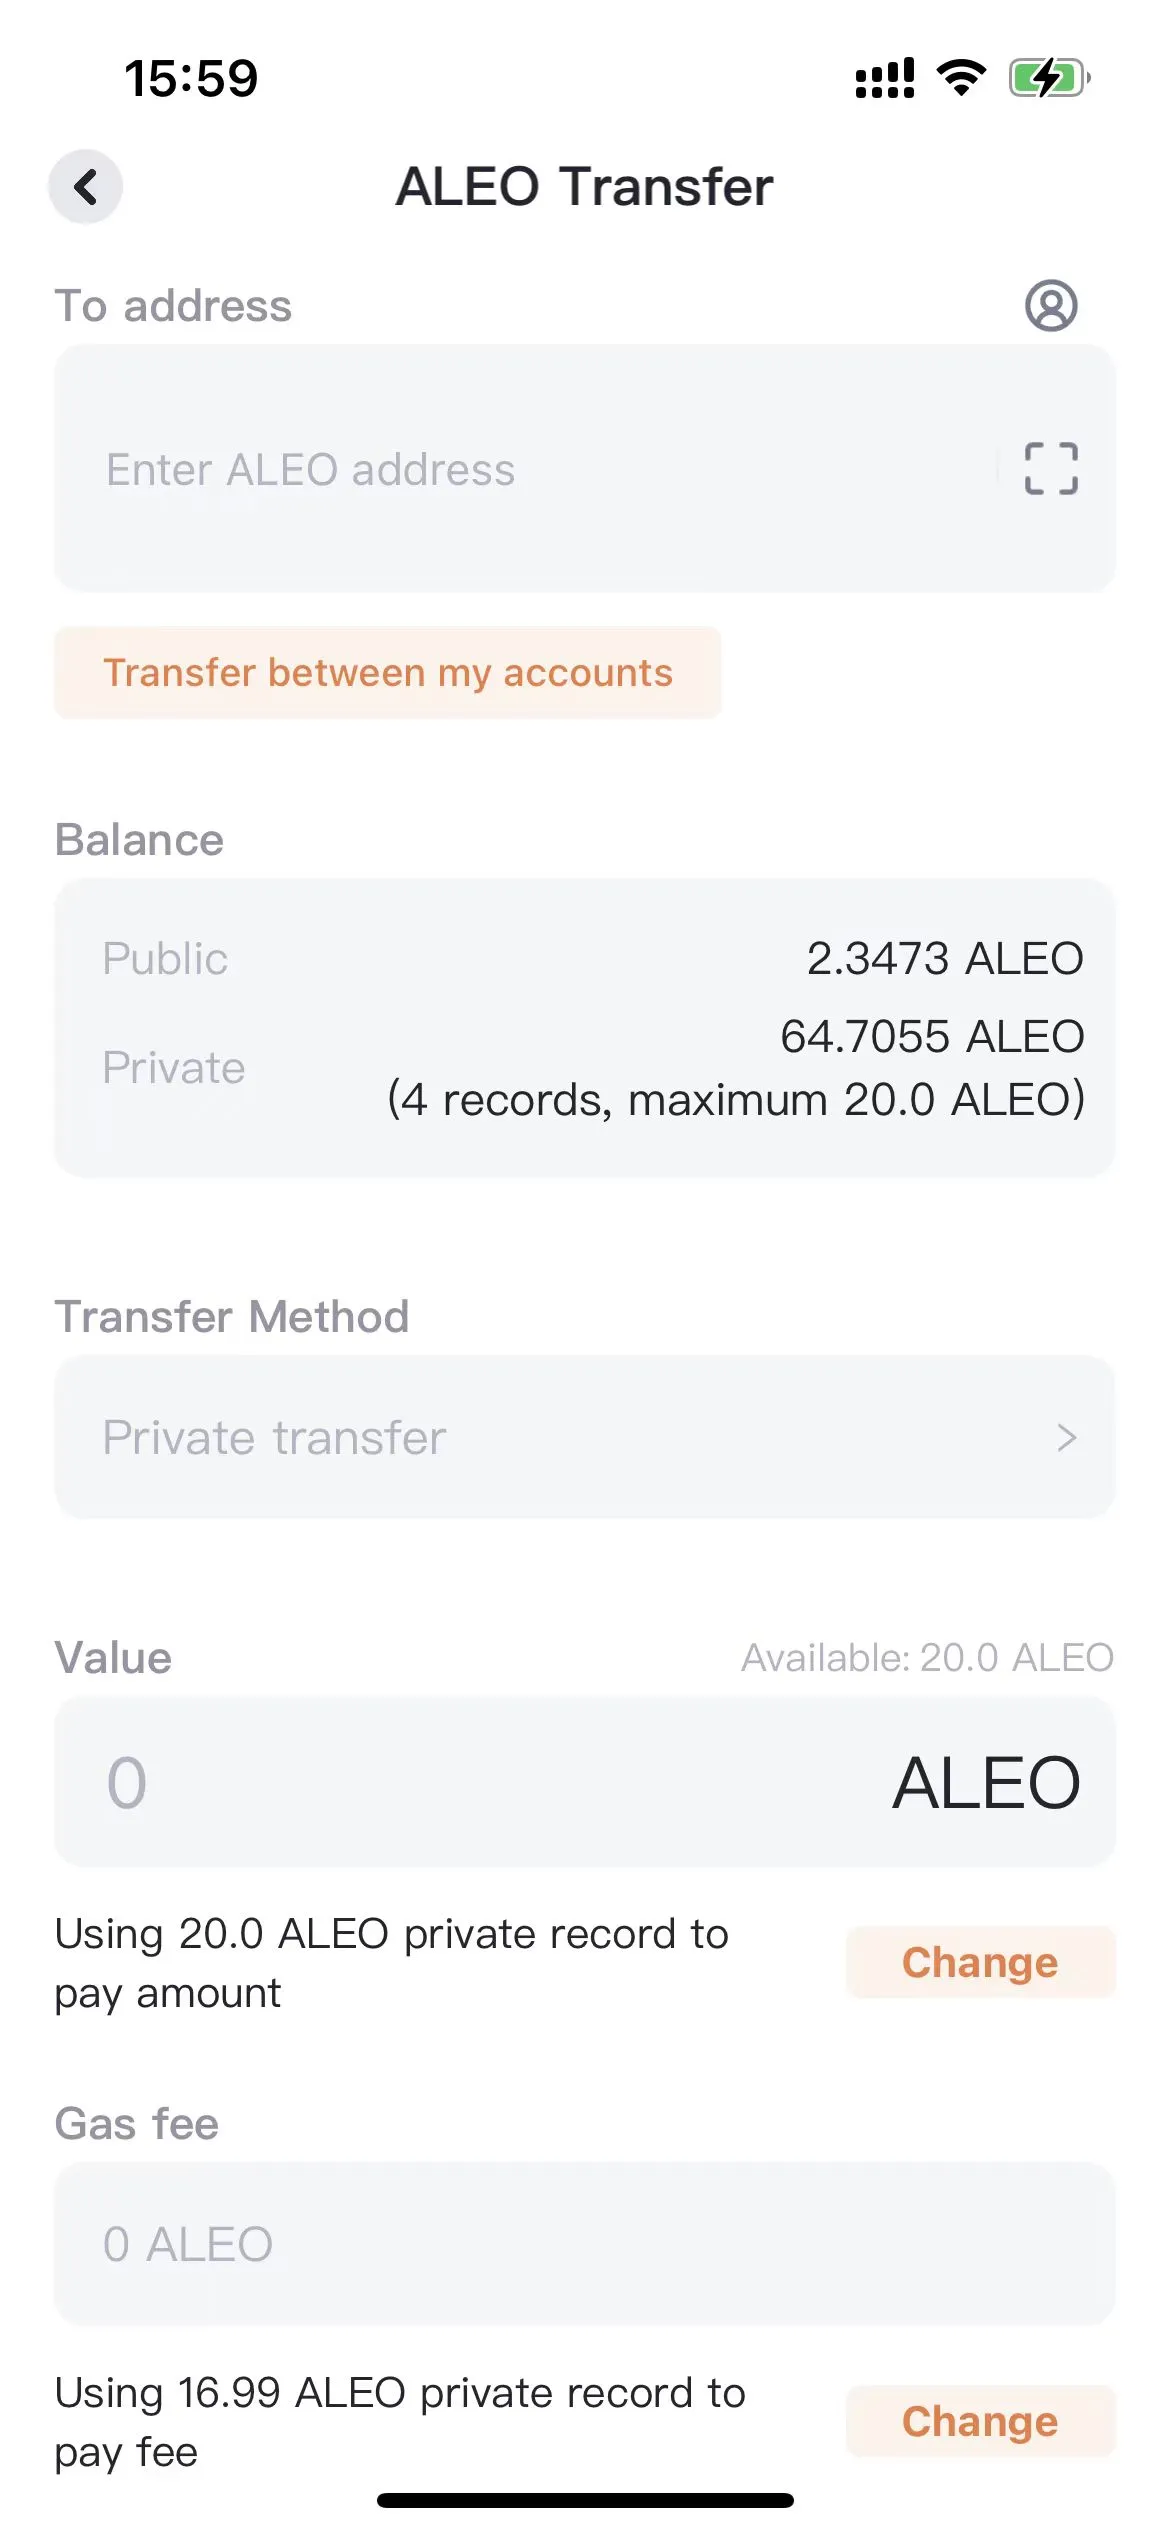 15:59
ALEO Transfer
To address
Enter ALEO address
Transfer between my accounts
Balance
Public
2.3473 ALEO
Private
64.7055 ALEO
(4 records, maximum 20.0 ALEO)
Transfer Method
Private transfer
Value
Available: 20.0 ALEO
0
ALEO
Using 20.0 ALEO private record to
pay amount
Change
Gas fee
0 ALEO
Using 16.99 ALEO private record to
pay fee
Change